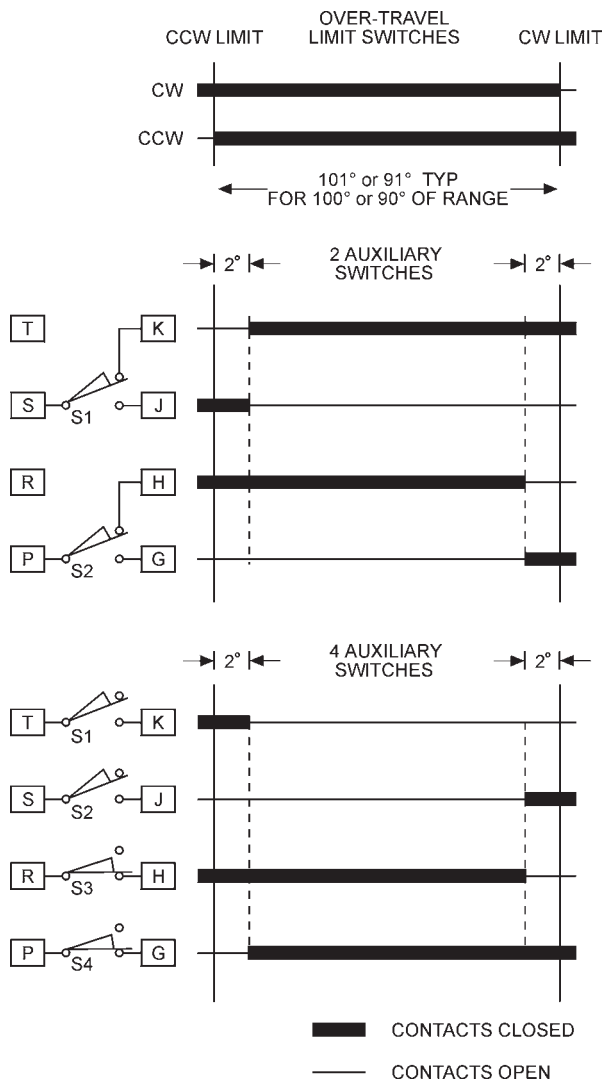 OVER-TRAVEL
CCW LIMIT LIMIT SWITCHES CW LIMIT
CW
CCW
101° or 91° TYP
FOR 100° or 90° OF RANGE
2° 2 AUXILIARY 2°
SWITCHES
T K
S S1 J
R H
P S2 G
2° 4 AUXILIARY 2°
SWITCHES
T S1 K
S S2 J
R S3 H
P S4 G
CONTACTS CLOSED
CONTACTS OPEN